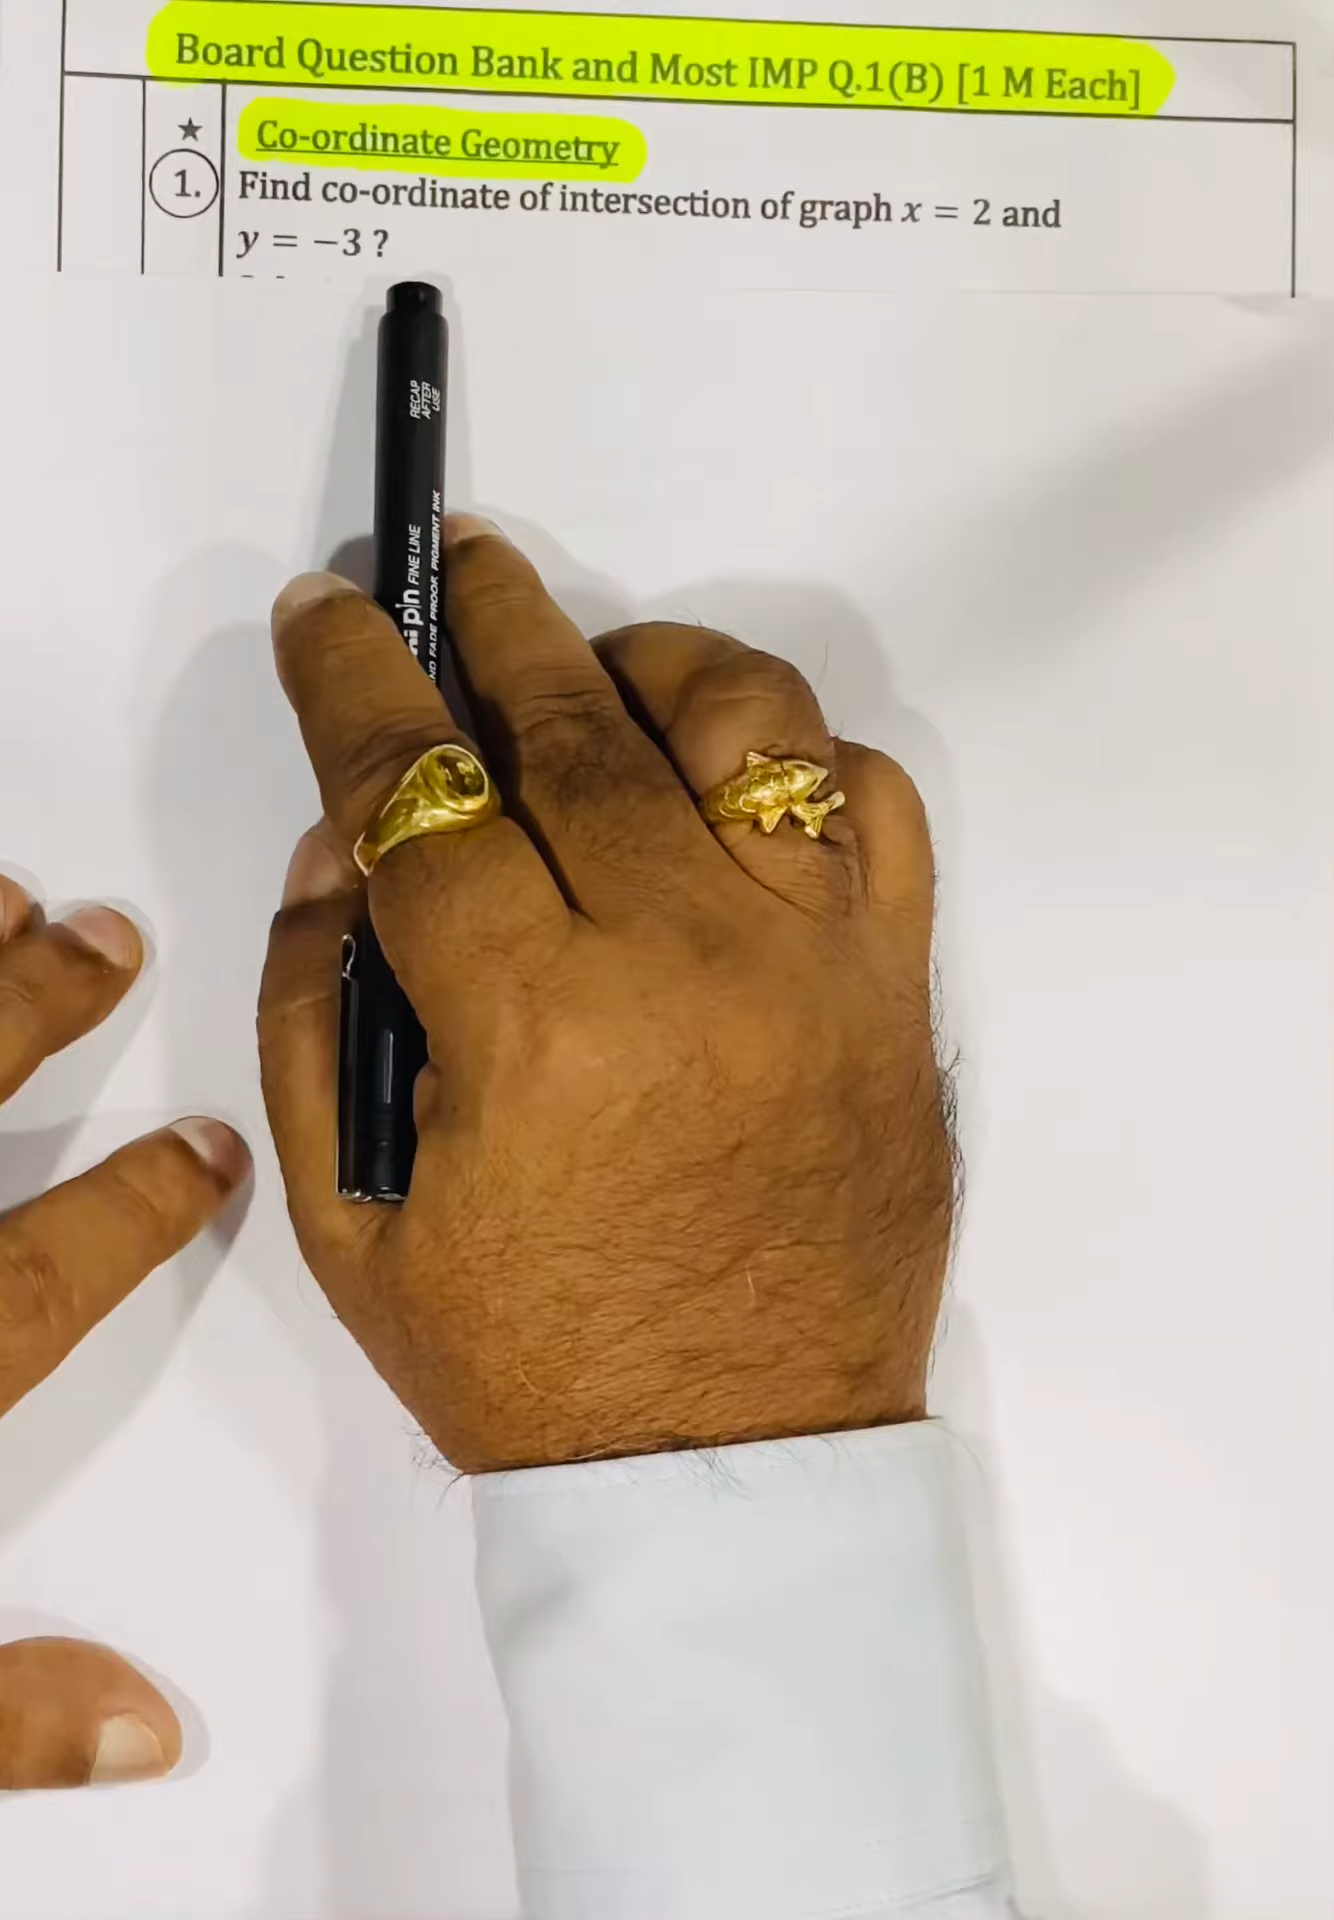 Board Question Bank and Most IMP Q.1(B) [1 M Each]
★ Co-ordinate Geometry
1. Find co-ordinate of intersection of graph x = 2 and
y = −3 ?
RECAP
AFTER
USE
pin FINE LINE
FADE PROOF, PIGMENT INK